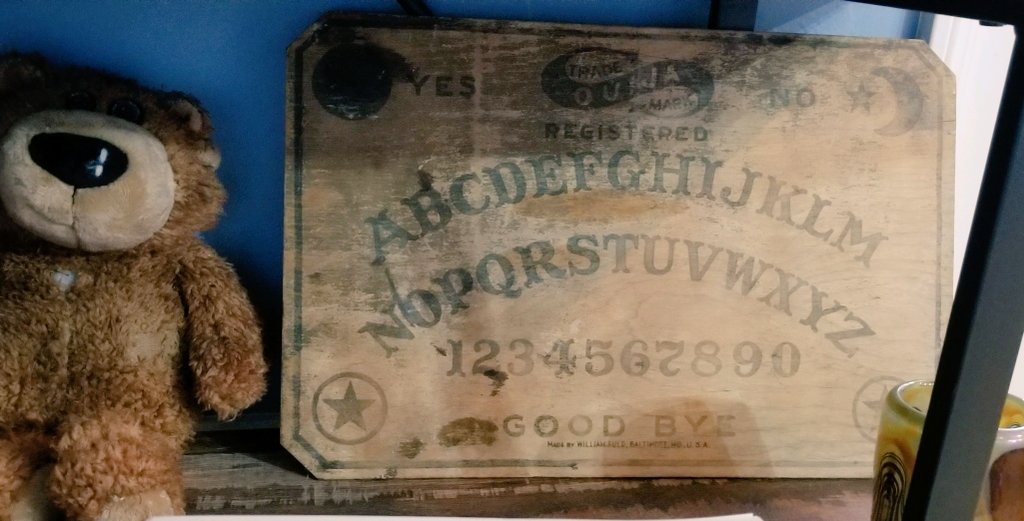 YES
TRADE
OUIJA
MARK
NO
REGISTERED
ABCDEFGHIJKLM
NOPQRSTUVWXYZ
1234567890
GOOD BYE
MADE BY WILLIAM FULD, BALTIMORE, MD. U.S.A.